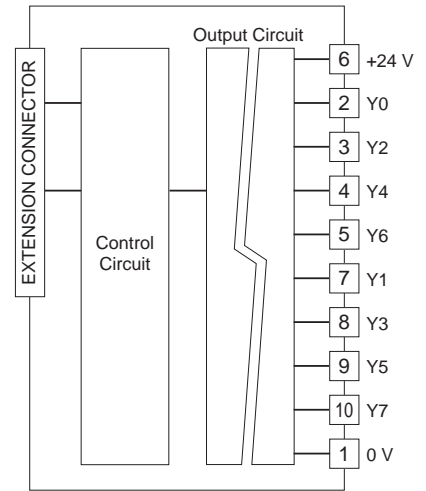 Output Circuit
EXTENSION CONNECTOR
Control
Circuit
6 +24 V
2 Y0
3 Y2
4 Y4
5 Y6
7 Y1
8 Y3
9 Y5
10 Y7
1 0 V